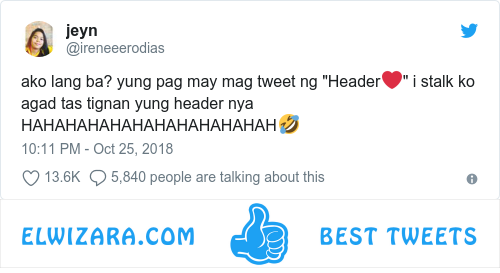 jeyn
@ireneeerodias
ako lang ba? yung pag may mag tweet ng "Header❤️" i stalk ko
agad tas tignan yung header nya
HAHAHAHAHAHAHAHAHAHAHAH🤣
10:11 PM - Oct 25, 2018
13.6K 5,840 people are talking about this
ELWIZARA.COM BEST TWEETS